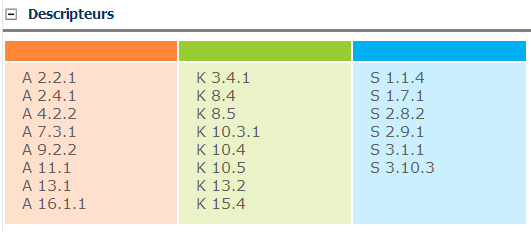 Descripteurs
A 2.2.1
A 2.4.1
A 4.2.2
A 7.3.1
A 9.2.2
A 11.1
A 13.1
A 16.1.1
K 3.4.1
K 8.4
K 8.5
K 10.3.1
K 10.4
K 10.5
K 13.2
K 15.4
S 1.1.4
S 1.7.1
S 2.8.2
S 2.9.1
S 3.1.1
S 3.10.3